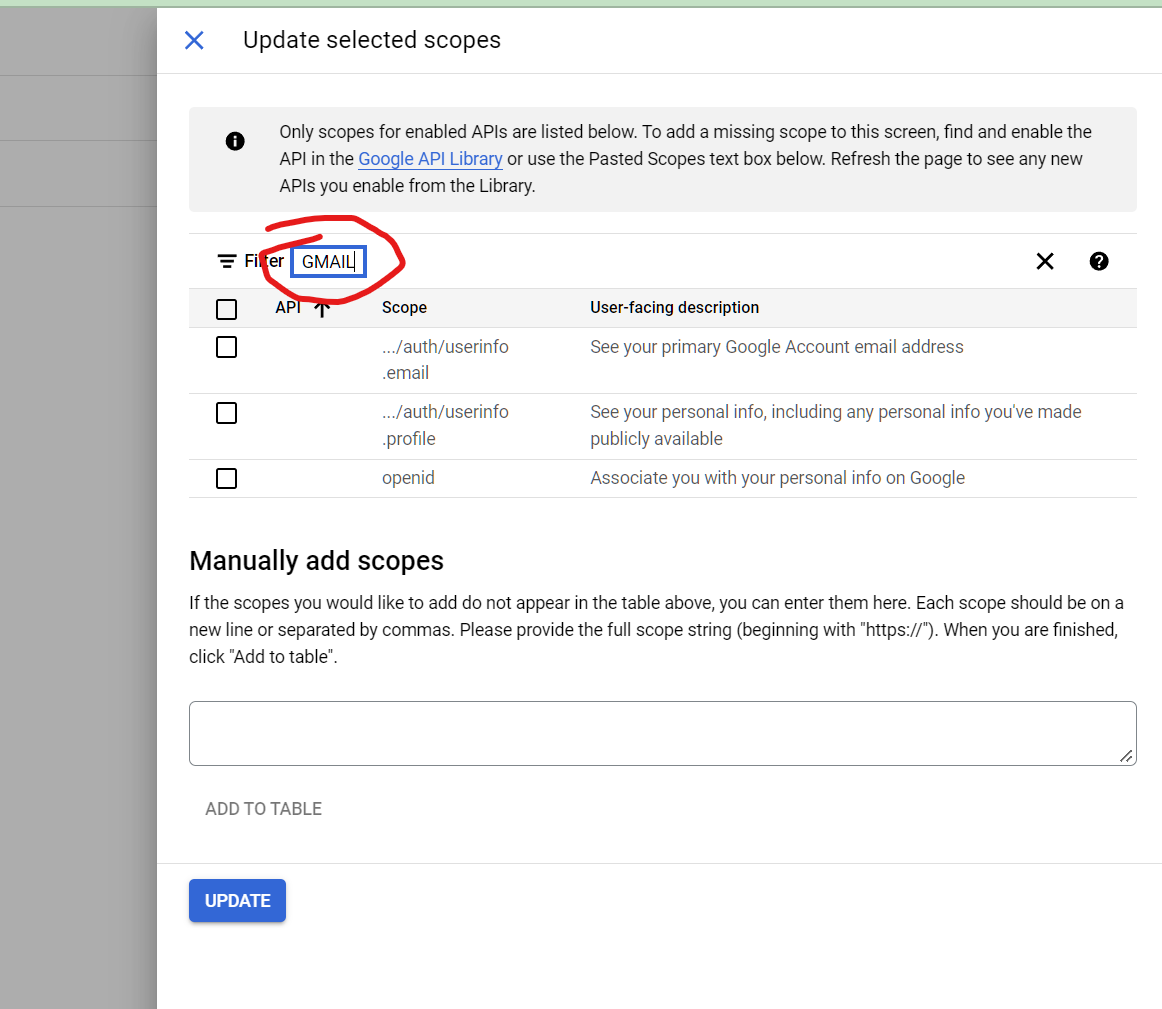 Update selected scopes
Only scopes for enabled APIs are listed below. To add a missing scope to this screen, find and enable the
API in the Google API Library or use the Pasted Scopes text box below. Refresh the page to see any new
APIs you enable from the Library.
Filter GMAIL
API Scope User-facing description
.../auth/userinfo See your primary Google Account email address
.email
.../auth/userinfo See your personal info, including any personal info you've made
.profile publicly available
openid Associate you with your personal info on Google
Manually add scopes
If the scopes you would like to add do not appear in the table above, you can enter them here. Each scope should be on a
new line or separated by commas. Please provide the full scope string (beginning with "https://"). When you are finished,
click "Add to table".
ADD TO TABLE
UPDATE